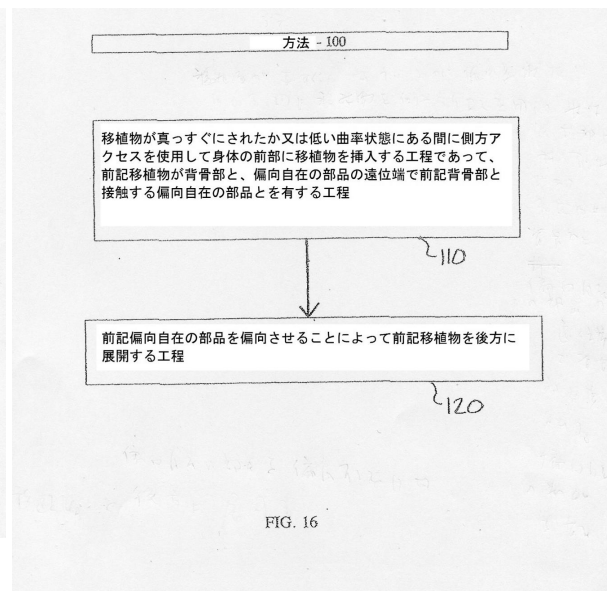 方法 - 100
移植物が真っすぐにされたか又は低い曲率状態にある間に側方ア
クセスを使用して身体の前部に移植物を挿入する工程であって、
前記移植物が背骨部と、偏向自在の部品の遠位端で前記背骨部と
接触する偏向自在の部品とを有する工程
110
前記偏向自在の部品を偏向させることによって前記移植物を後方に
展開する工程
120
FIG. 16